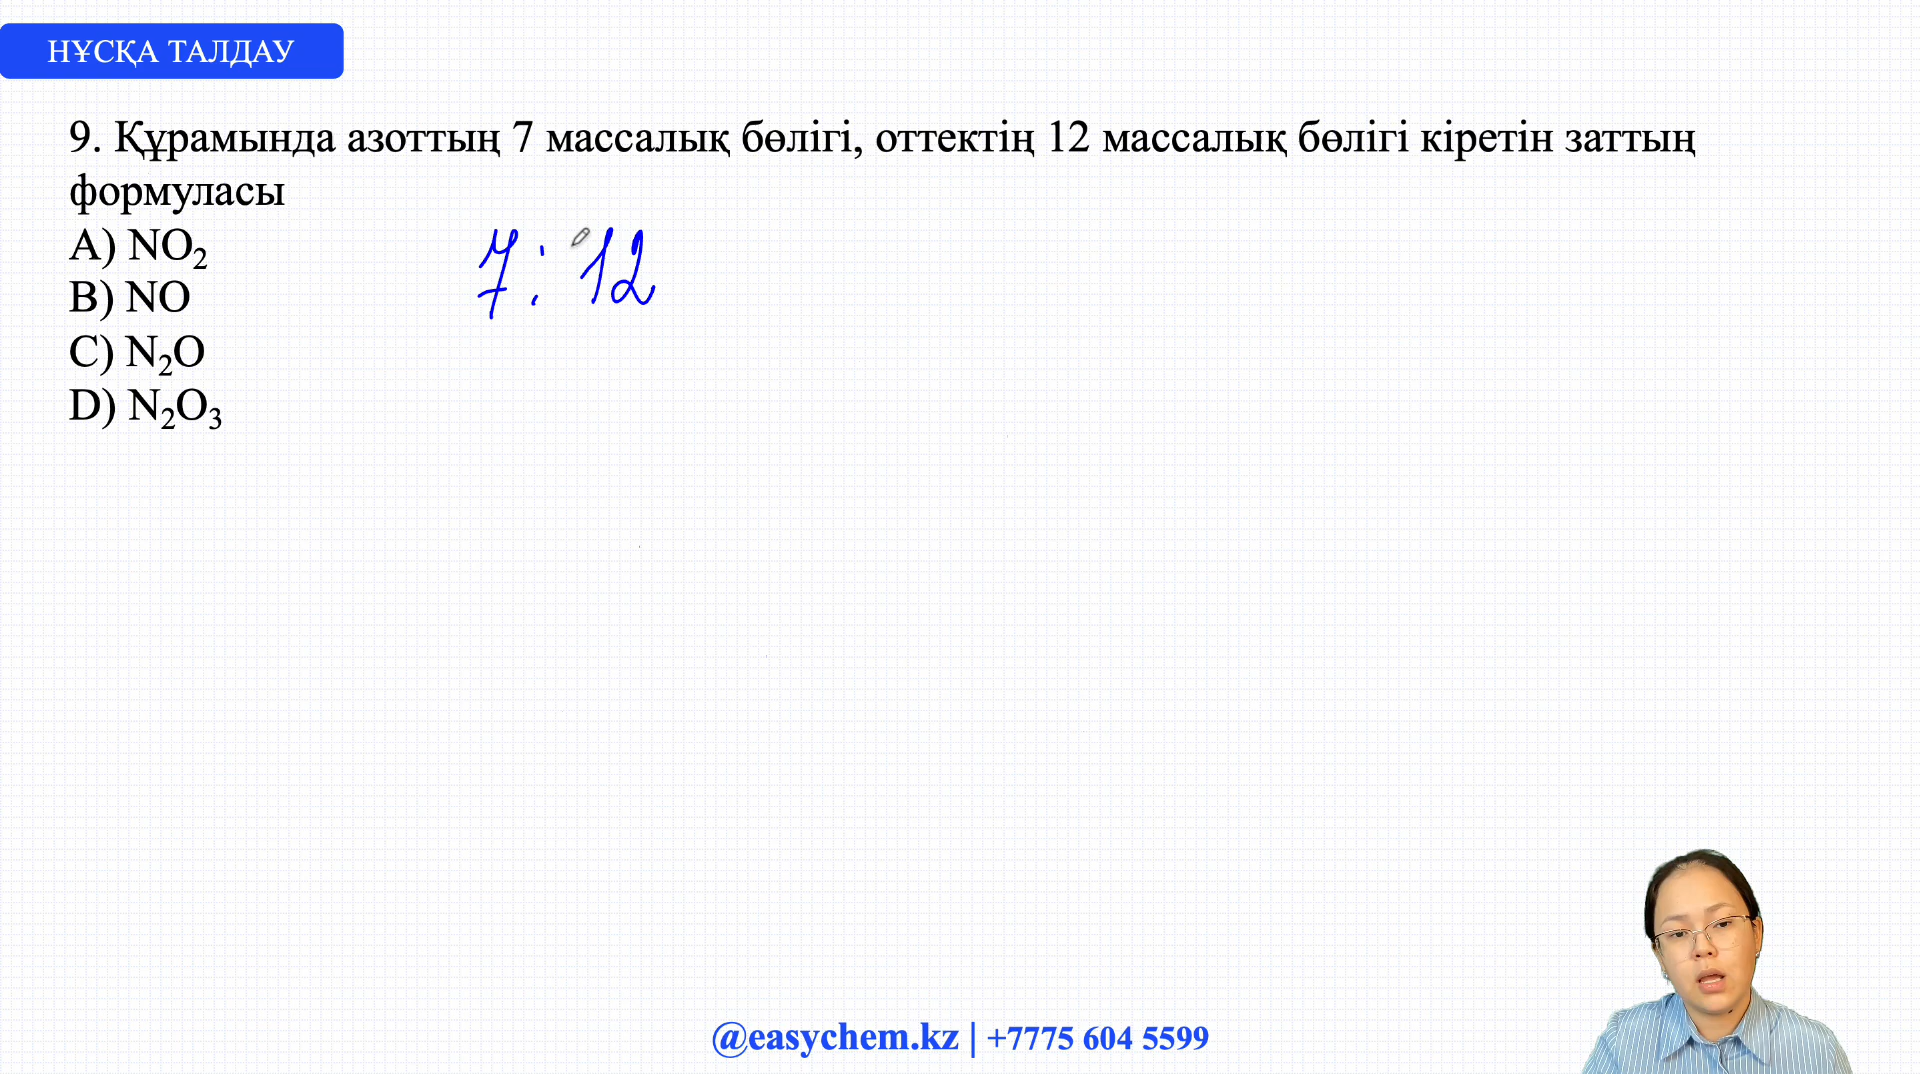 НҰСҚА ТАЛДАУ
9. Құрамында азоттың 7 массалық бөлігі, оттектің 12 массалық бөлігі кіретін заттың
формуласы
A) NO₂
B) NO
C) N₂O
D) N₂O₃
7 : 12
@easychem.kz | +7775 604 5599